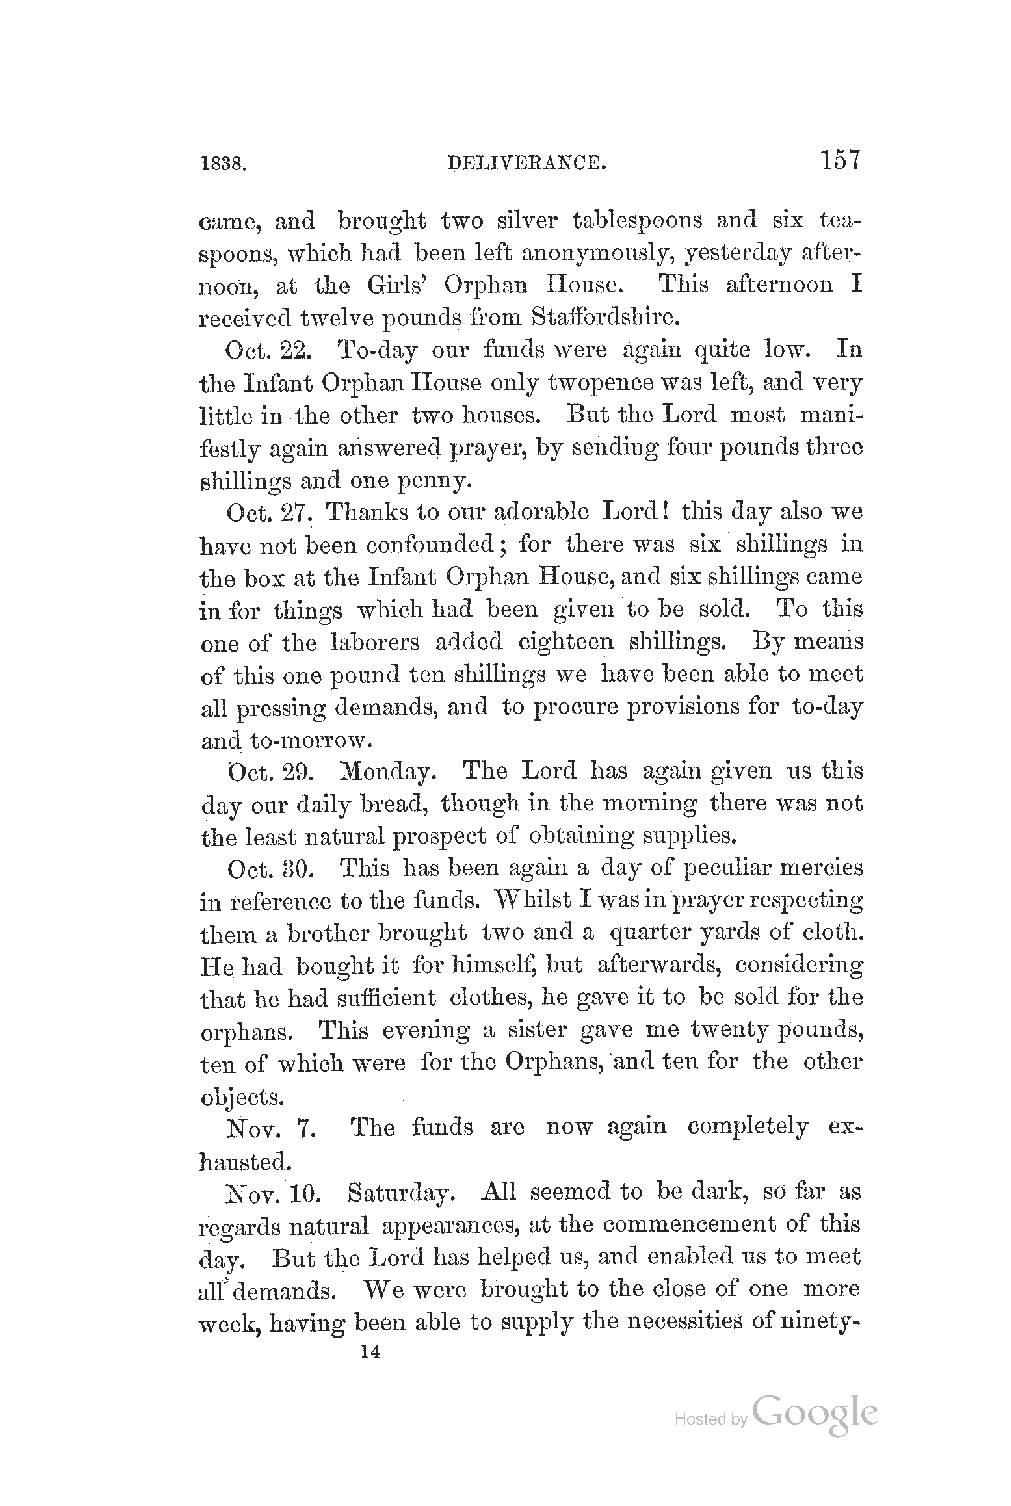 1838. DELIVERANCE. 157
came, and brought two silver tablespoons and six tea-
spoons, which had been left anonymously, yesterday after-
noon, at the Girls' Orphan House. This afternoon I
received twelve pounds from Staffordshire.
Oct. 22. To-day our funds were again quite low. In
the Infant Orphan House only twopence was left, and very
little in the other two houses. But the Lord most mani-
festly again answered prayer, by sending four pounds three
shillings and one penny.
Oct. 27. Thanks to our adorable Lord! this day also we
have not been confounded; for there was six shillings in
the box at the Infant Orphan House, and six shillings came
in for things which had been given to be sold. To this
one of the laborers added eighteen shillings. By means
of this one pound ten shillings we have been able to meet
all pressing demands, and to procure provisions for to-day
and to-morrow.
Oct. 29. Monday. The Lord has again given us this
day our daily bread, though in the morning there was not
the least natural prospect of obtaining supplies.
Oct. 30. This has been again a day of peculiar mercies
in reference to the funds. Whilst I was in prayer respecting
them a brother brought two and a quarter yards of cloth.
He had bought it for himself, but afterwards, considering
that he had sufficient clothes, he gave it to be sold for the
orphans. This evening a sister gave me twenty pounds,
ten of which were for the Orphans, and ten for the other
objects.
Nov. 7. The funds are now again completely ex-
hausted.
Nov. 10. Saturday. All seemed to be dark, so far as
regards natural appearances, at the commencement of this
day. But the Lord has helped us, and enabled us to meet
all demands. We were brought to the close of one more
week, having been able to supply the necessities of ninety-
14
Hosted by Google